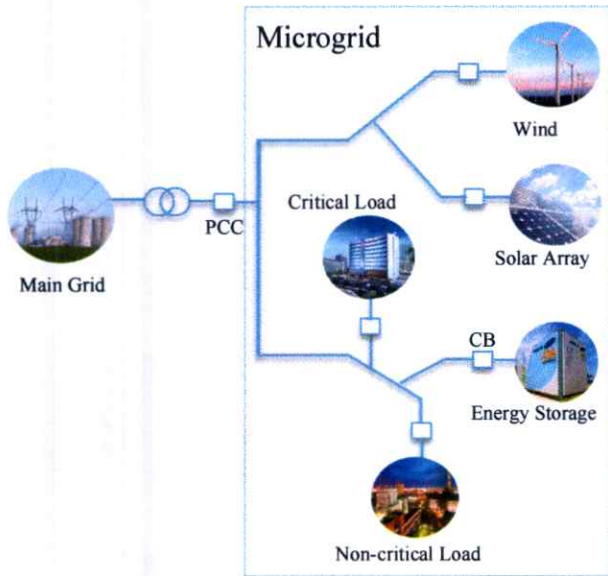 Microgrid
Wind
Critical Load
PCC
Solar Array
Main Grid
CB
Energy Storage
Non-critical Load